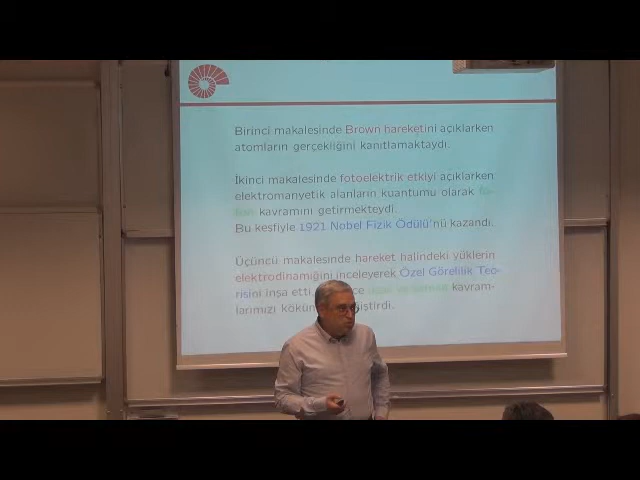 Birinci makalesinde Brown hareketini açıklarken
atomların gerçekliğini kanıtlamaktaydı.
İkinci makalesinde fotoelektrik etkiyi açıklarken
elektromanyetik alanların kuantumu olarak fo-
ton kavramını getirmekteydi.
Bu keşfiyle 1921 Nobel Fizik Ödülü'nü kazandı.
Üçüncü makalesinde hareket halindeki yüklerin
elektrodinamiğini inceleyerek Özel Görelilik Teo-
risini inşa etti kavram-
larımızı